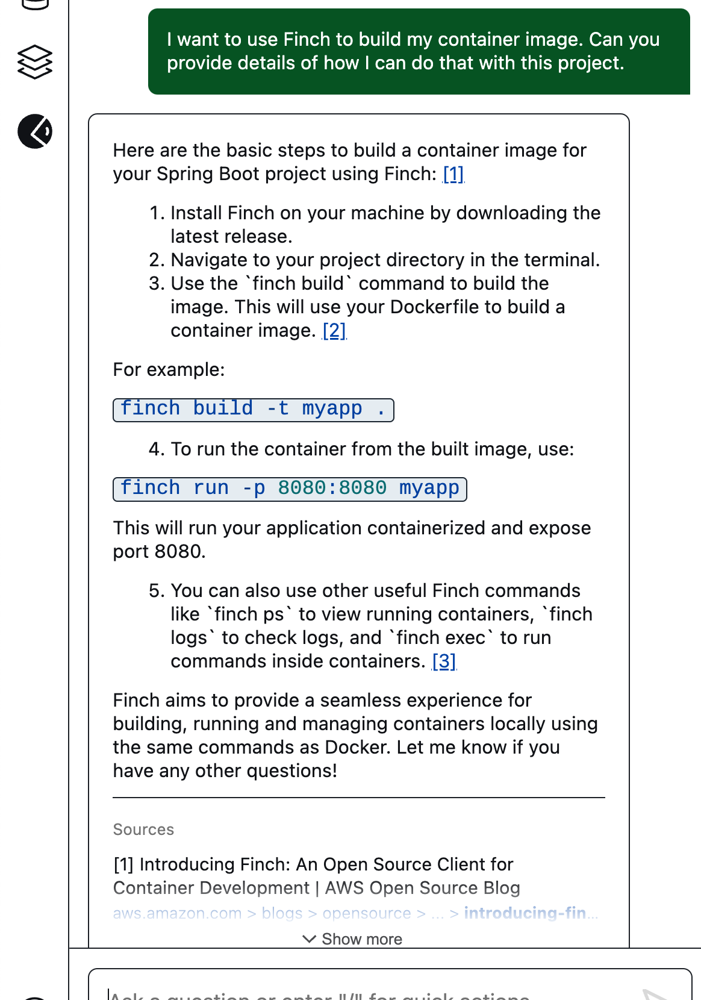 I want to use Finch to build my container image. Can you
provide details of how I can do that with this project.
Here are the basic steps to build a container image for
your Spring Boot project using Finch: [1]
1. Install Finch on your machine by downloading the
latest release.
2. Navigate to your project directory in the terminal.
3. Use the `finch build` command to build the
image. This will use your Dockerfile to build a
container image. [2]
For example:
finch build -t myapp .
4. To run the container from the built image, use:
finch run -p 8080:8080 myapp
This will run your application containerized and expose
port 8080.
5. You can also use other useful Finch commands
like `finch ps` to view running containers, `finch
logs` to check logs, and `finch exec` to run
commands inside containers. [3]
Finch aims to provide a seamless experience for
building, running and managing containers locally using
the same commands as Docker. Let me know if you
have any other questions!
Sources
[1] Introducing Finch: An Open Source Client for
Container Development | AWS Open Source Blog
aws.amazon.com > blogs > opensource > ... > introducing-fin...
Show more
Ask a question or enter "/" for quick actions